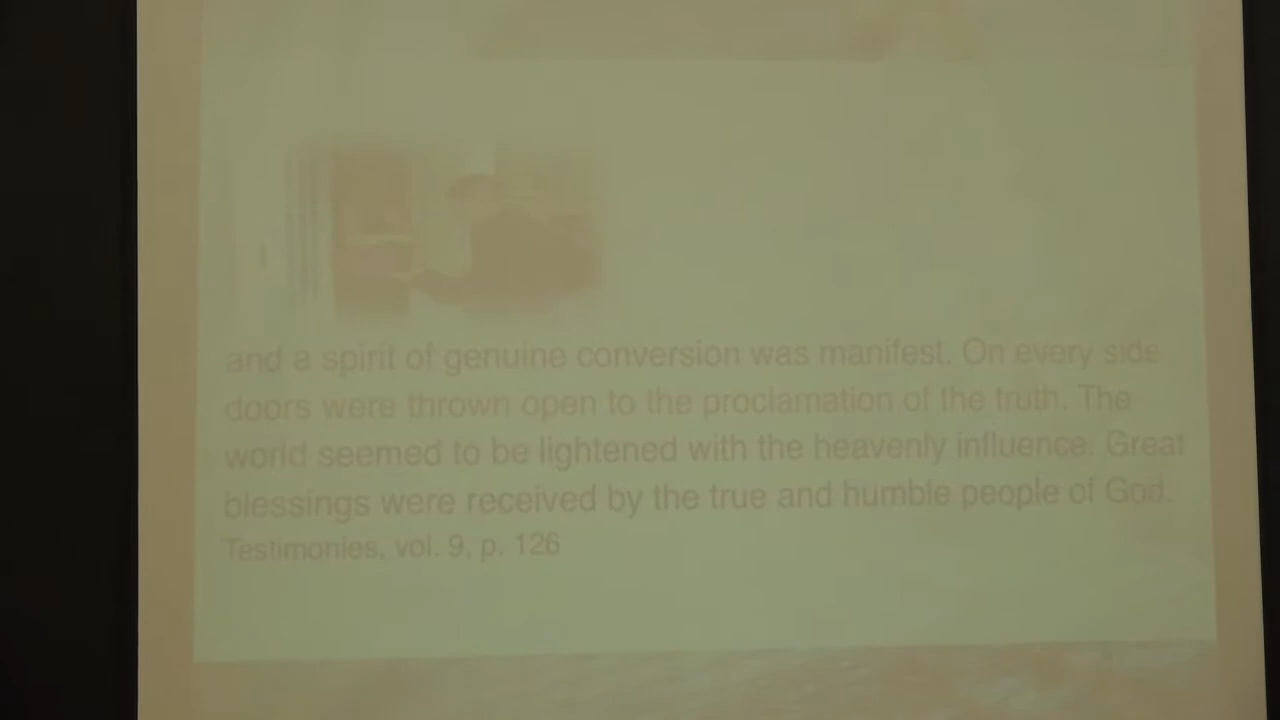 and a spirit of genuine conversion was manifest. On every side
doors were thrown open to the proclamation of the truth. The
world seemed to be lightened with the heavenly influence. Great
blessings were received by the true and humble people of God.
Testimonies, vol. 9, p. 126